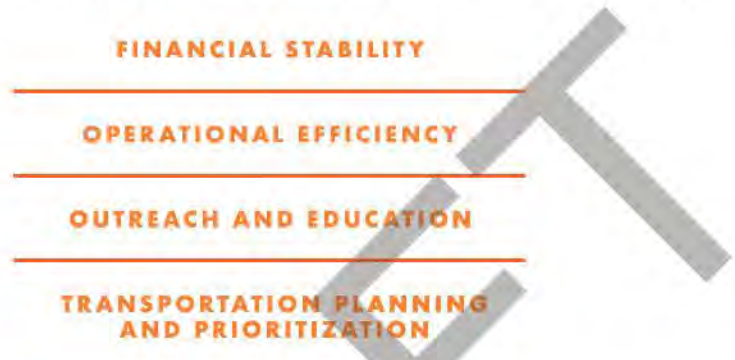 FINANCIAL STABILITY
OPERATIONAL EFFICIENCY
OUTREACH AND EDUCATION
TRANSPORTATION PLANNING
AND PRIORITIZATION